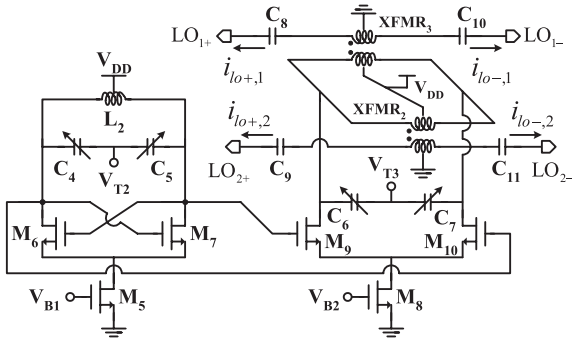 C8 XFMR3 C10
LO1+ LO1–
VDD ilo+,1 ilo–,1
VDD
L2 ilo+,2 XFMR2 ilo–,2
C4 C5 LO2+ C9 C11 LO2–
VT2 VT3
C6 C7
M6 M7 M9 M10
VB1 M5 VB2 M8